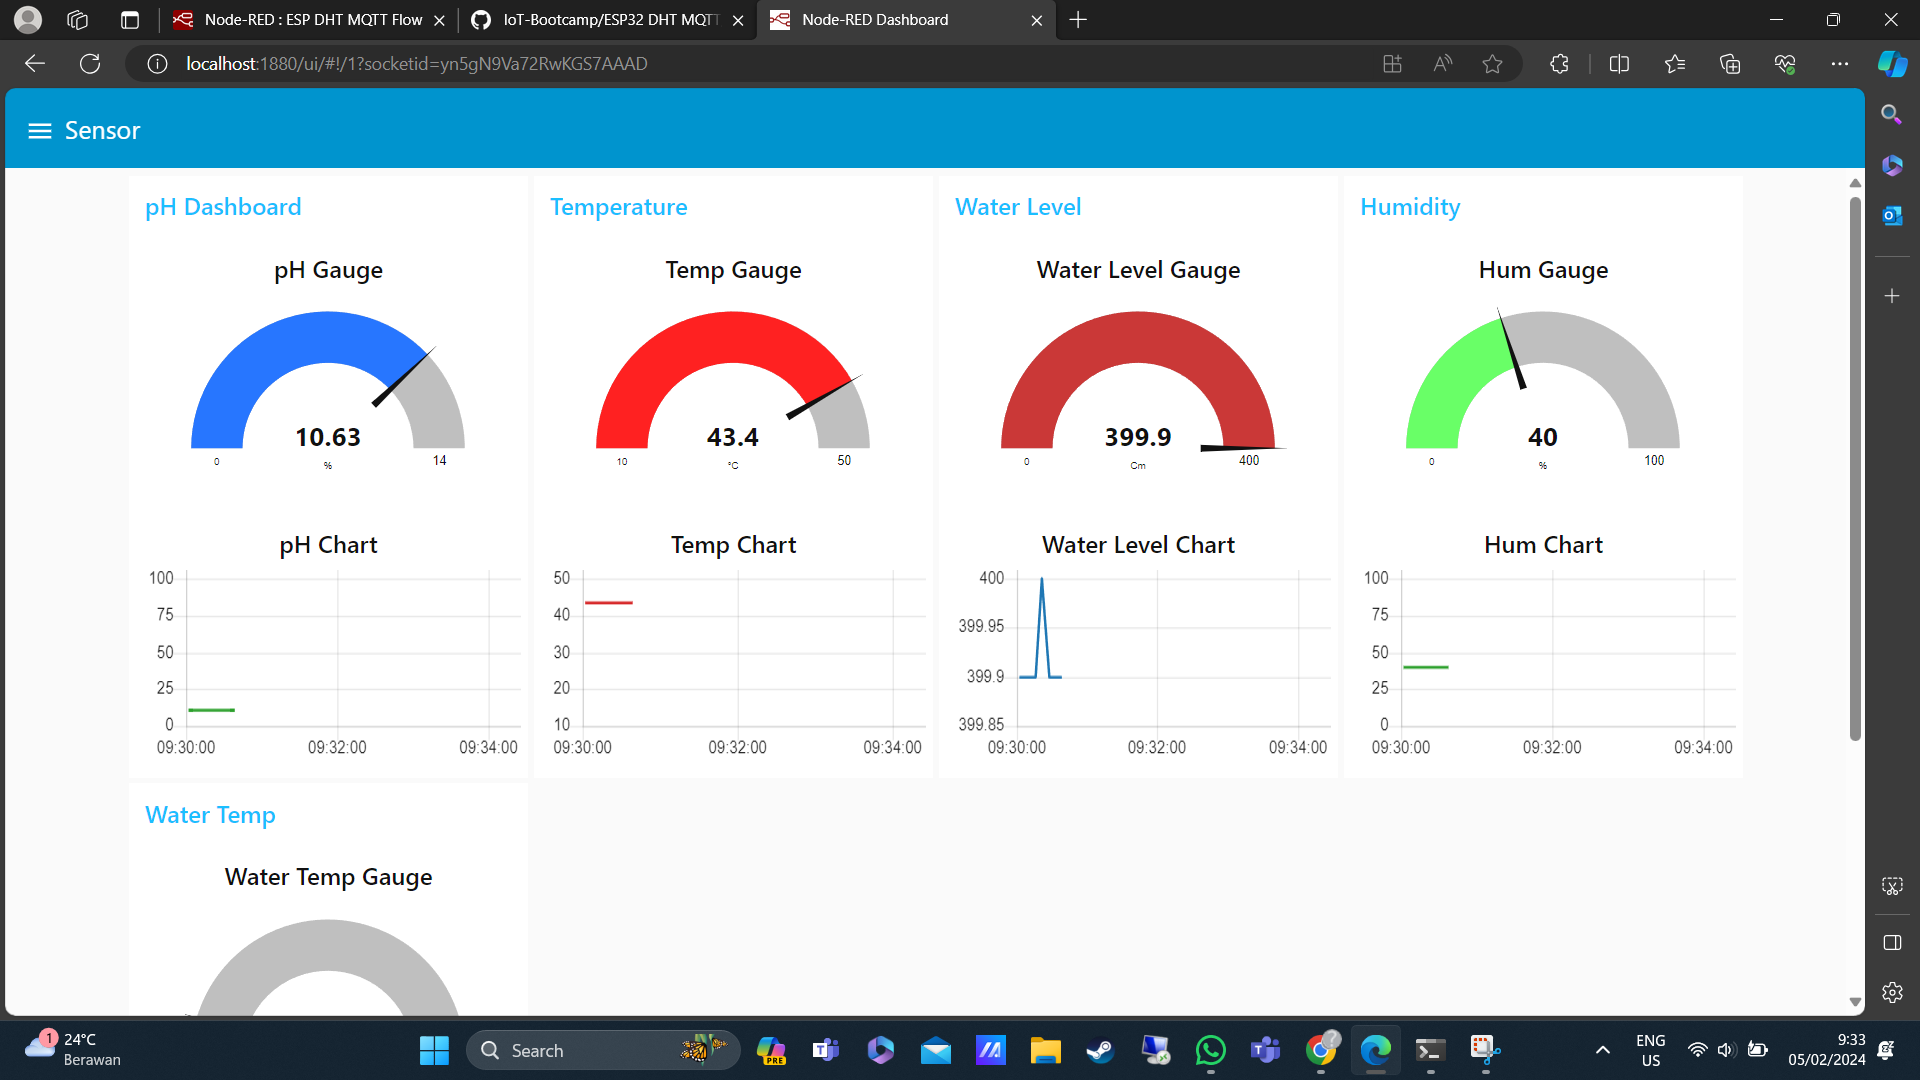 Node-RED : ESP DHT MQTT Flow
IoT-Bootcamp/ESP32 DHT MQTT
Node-RED Dashboard
localhost:1880/ui/#!/1?socketid=yn5gN9Va72RwKGS7AAAD
Sensor
pH Dashboard
pH Gauge
10.63
%
0
14
pH Chart
100
75
50
25
0
09:30:00
09:32:00
09:34:00
Temperature
Temp Gauge
43.4
°C
10
50
Temp Chart
50
40
30
20
10
09:30:00
09:32:00
09:34:00
Water Level
Water Level Gauge
399.9
Cm
0
400
Water Level Chart
400
399.95
399.9
399.85
09:30:00
09:32:00
09:34:00
Humidity
Hum Gauge
40
%
0
100
Hum Chart
100
75
50
25
0
09:30:00
09:32:00
09:34:00
Water Temp
Water Temp Gauge
1
24°C
Berawan
Search
PRE
ENG
US
9:33
05/02/2024